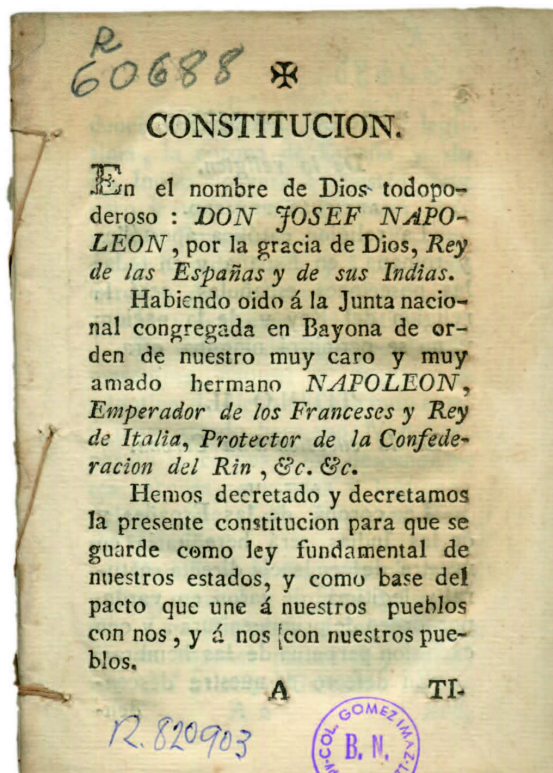 R
60688
✠
CONSTITUCION.
En el nombre de Dios todopo-
deroso : DON JOSEF NAPO-
LEON, por la gracia de Dios, Rey
de las Españas y de sus Indias.
Habiendo oido á la Junta nacio-
nal congregada en Bayona de or-
den de nuestro muy caro y muy
amado hermano NAPOLEON,
Emperador de los Franceses y Rey
de Italia, Protector de la Confede-
racion del Rin , &c. &c.
Hemos decretado y decretamos
la presente constitucion para que se
guarde como ley fundamental de
nuestros estados, y como base del
pacto que une á nuestros pueblos
con nos , y á nos [con nuestros pue-
blos.
A TI-
R. 820903
COL. GOMEZ IMAZ
B. N.